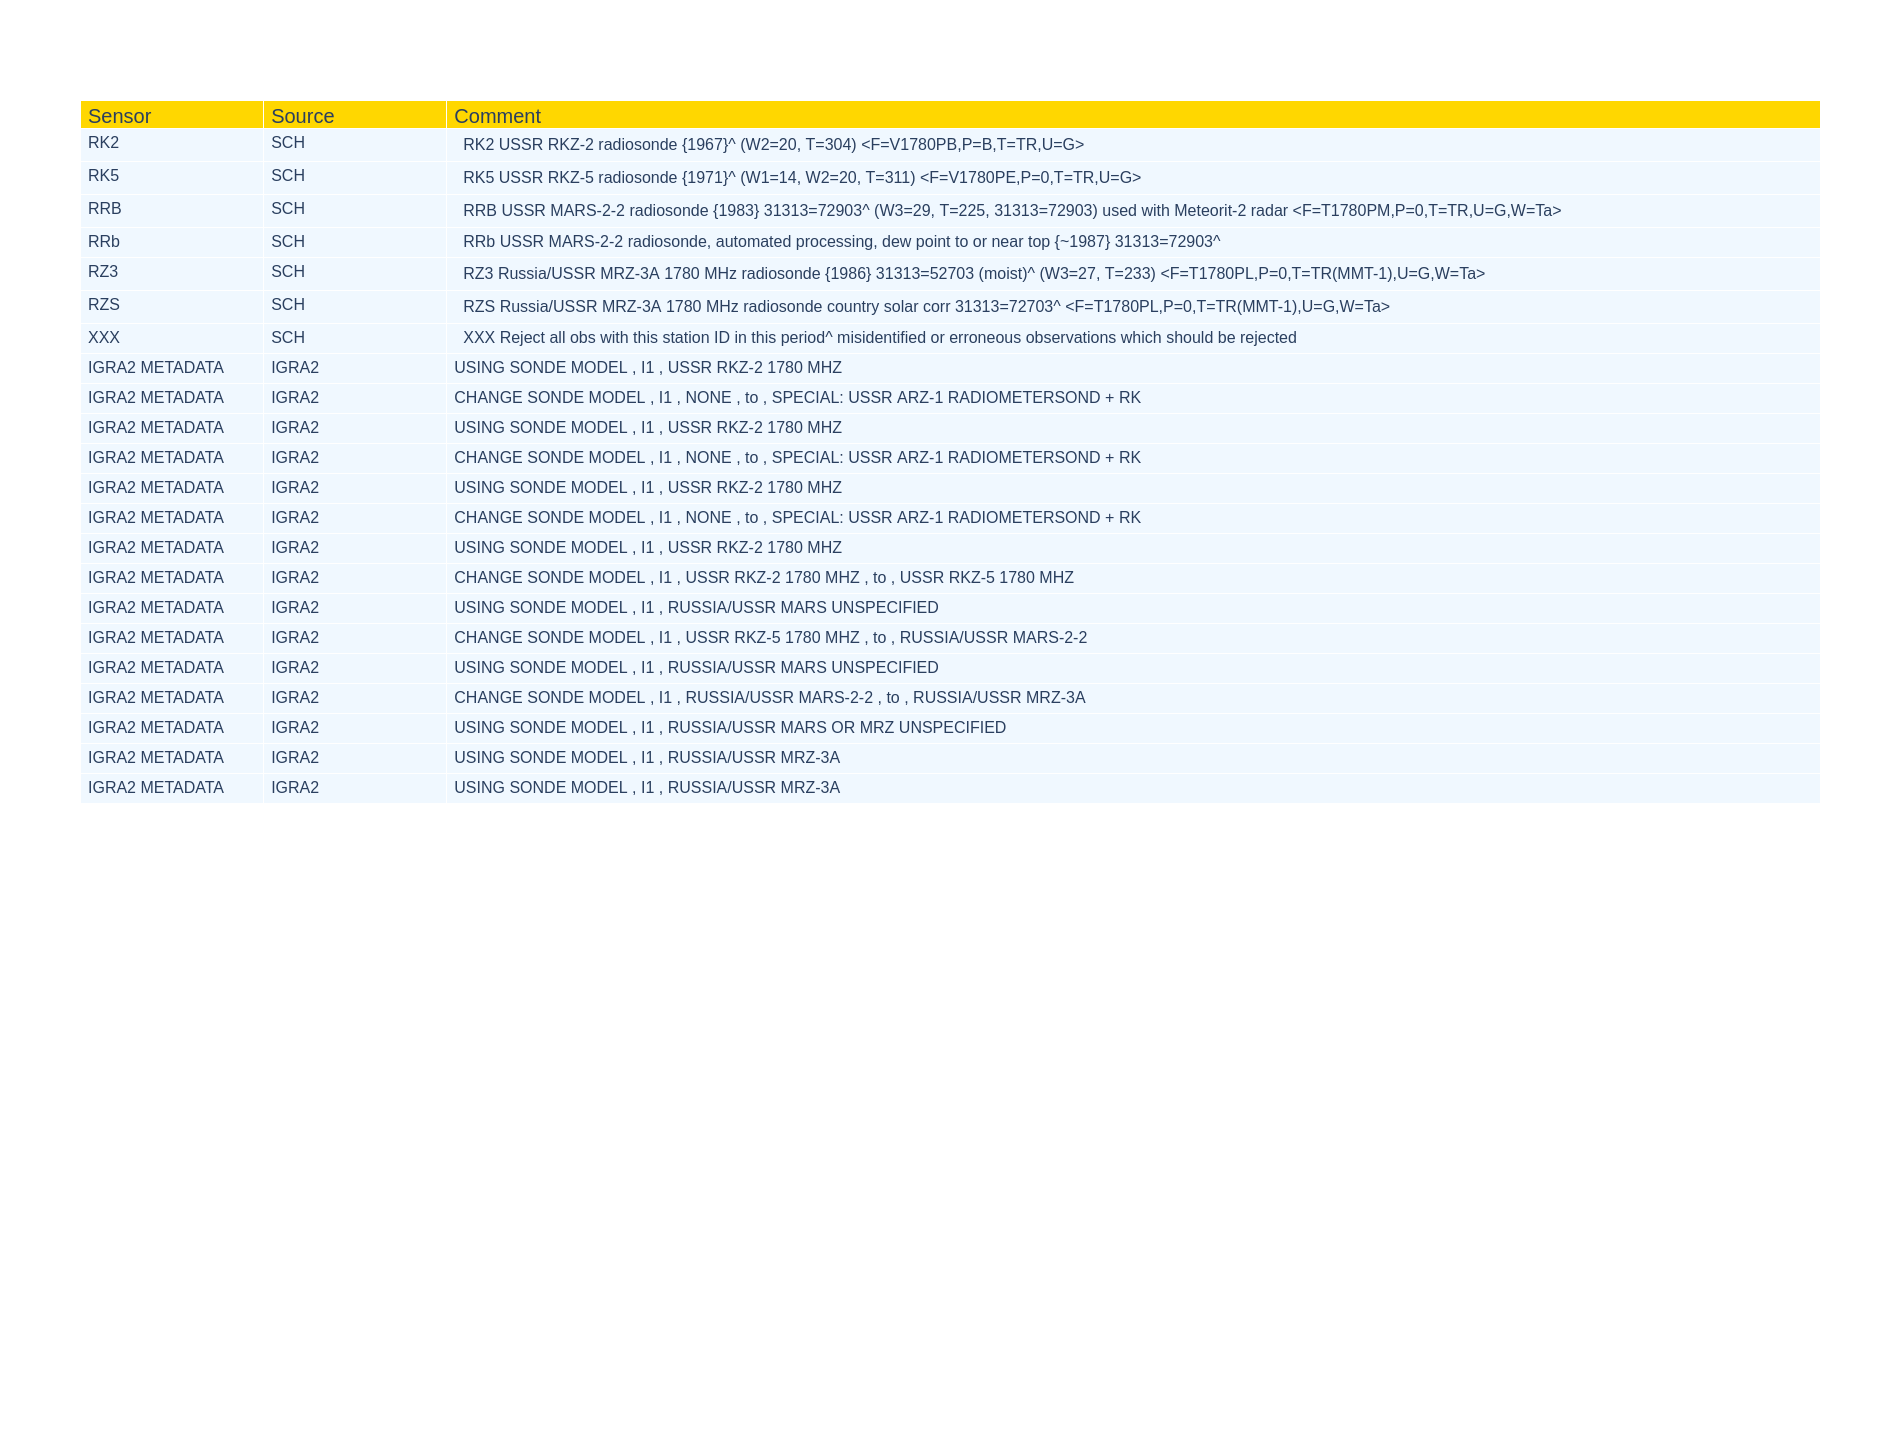 Sensor Source Comment
RK2 SCH RK2 USSR RKZ-2 radiosonde {1967}^ (W2=20, T=304) <F=V1780PB,P=B,T=TR,U=G>
RK5 SCH RK5 USSR RKZ-5 radiosonde {1971}^ (W1=14, W2=20, T=311) <F=V1780PE,P=0,T=TR,U=G>
RRB SCH RRB USSR MARS-2-2 radiosonde {1983} 31313=72903^ (W3=29, T=225, 31313=72903) used with Meteorit-2 radar <F=T1780PM,P=0,T=TR,U=G,W=Ta>
RRb SCH RRb USSR MARS-2-2 radiosonde, automated processing, dew point to or near top {~1987} 31313=72903^
RZ3 SCH RZ3 Russia/USSR MRZ-3A 1780 MHz radiosonde {1986} 31313=52703 (moist)^ (W3=27, T=233) <F=T1780PL,P=0,T=TR(MMT-1),U=G,W=Ta>
RZS SCH RZS Russia/USSR MRZ-3A 1780 MHz radiosonde country solar corr 31313=72703^ <F=T1780PL,P=0,T=TR(MMT-1),U=G,W=Ta>
XXX SCH XXX Reject all obs with this station ID in this period^ misidentified or erroneous observations which should be rejected
IGRA2 METADATA IGRA2 USING SONDE MODEL , I1 , USSR RKZ-2 1780 MHZ
IGRA2 METADATA IGRA2 CHANGE SONDE MODEL , I1 , NONE , to , SPECIAL: USSR ARZ-1 RADIOMETERSOND + RK
IGRA2 METADATA IGRA2 USING SONDE MODEL , I1 , USSR RKZ-2 1780 MHZ
IGRA2 METADATA IGRA2 CHANGE SONDE MODEL , I1 , NONE , to , SPECIAL: USSR ARZ-1 RADIOMETERSOND + RK
IGRA2 METADATA IGRA2 USING SONDE MODEL , I1 , USSR RKZ-2 1780 MHZ
IGRA2 METADATA IGRA2 CHANGE SONDE MODEL , I1 , NONE , to , SPECIAL: USSR ARZ-1 RADIOMETERSOND + RK
IGRA2 METADATA IGRA2 USING SONDE MODEL , I1 , USSR RKZ-2 1780 MHZ
IGRA2 METADATA IGRA2 CHANGE SONDE MODEL , I1 , USSR RKZ-2 1780 MHZ , to , USSR RKZ-5 1780 MHZ
IGRA2 METADATA IGRA2 USING SONDE MODEL , I1 , RUSSIA/USSR MARS UNSPECIFIED
IGRA2 METADATA IGRA2 CHANGE SONDE MODEL , I1 , USSR RKZ-5 1780 MHZ , to , RUSSIA/USSR MARS-2-2
IGRA2 METADATA IGRA2 USING SONDE MODEL , I1 , RUSSIA/USSR MARS UNSPECIFIED
IGRA2 METADATA IGRA2 CHANGE SONDE MODEL , I1 , RUSSIA/USSR MARS-2-2 , to , RUSSIA/USSR MRZ-3A
IGRA2 METADATA IGRA2 USING SONDE MODEL , I1 , RUSSIA/USSR MARS OR MRZ UNSPECIFIED
IGRA2 METADATA IGRA2 USING SONDE MODEL , I1 , RUSSIA/USSR MRZ-3A
IGRA2 METADATA IGRA2 USING SONDE MODEL , I1 , RUSSIA/USSR MRZ-3A